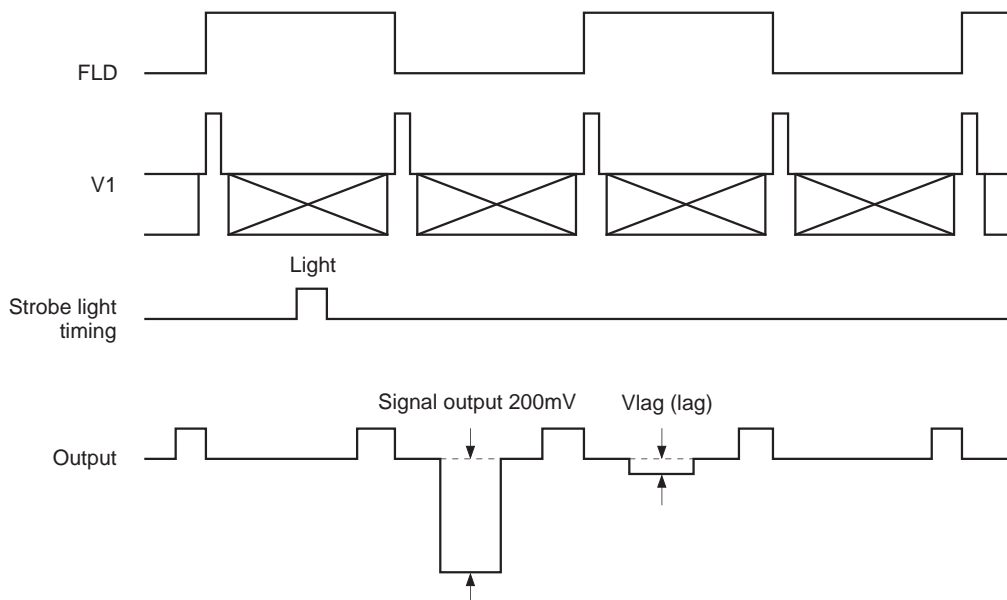 FLD
V1
Light
Strobe light
timing
Signal output 200mV
Vlag (lag)
Output